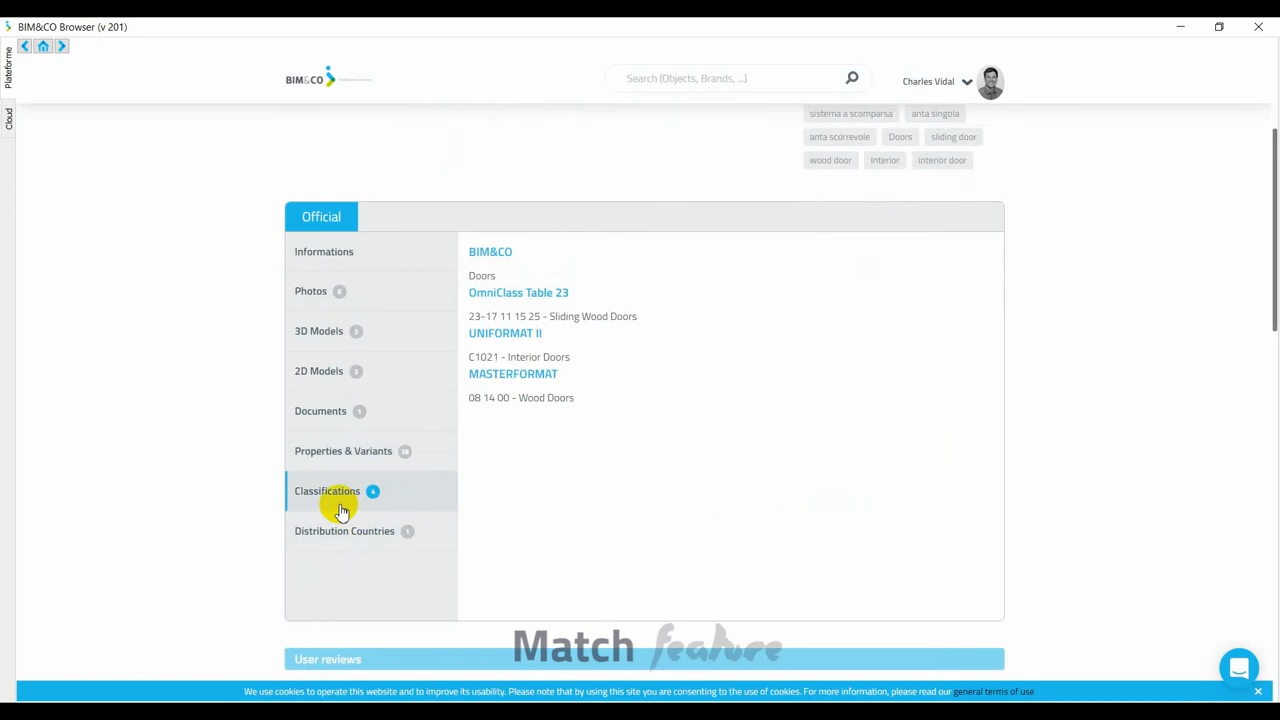 BIM&CO Browser (v 201)
Plateforme
Cloud
BIM&CO
Search (Objects, Brands, ...)
Charles Vidal
sistema a scomparsa
anta singola
anta scorrevole
Doors
sliding door
wood door
Interior
interior door
Official
Informations
Photos 6
3D Models 3
2D Models 3
Documents 1
Properties & Variants 20
Classifications 4
Distribution Countries 1
BIM&CO
Doors
OmniClass Table 23
23-17 11 15 25 - Sliding Wood Doors
UNIFORMAT II
C1021 - Interior Doors
MASTERFORMAT
08 14 00 - Wood Doors
Match feature
User reviews
We use cookies to operate this website and to improve its usability. Please note that by using this site you are consenting to the use of cookies. For more information, please read our general terms of use